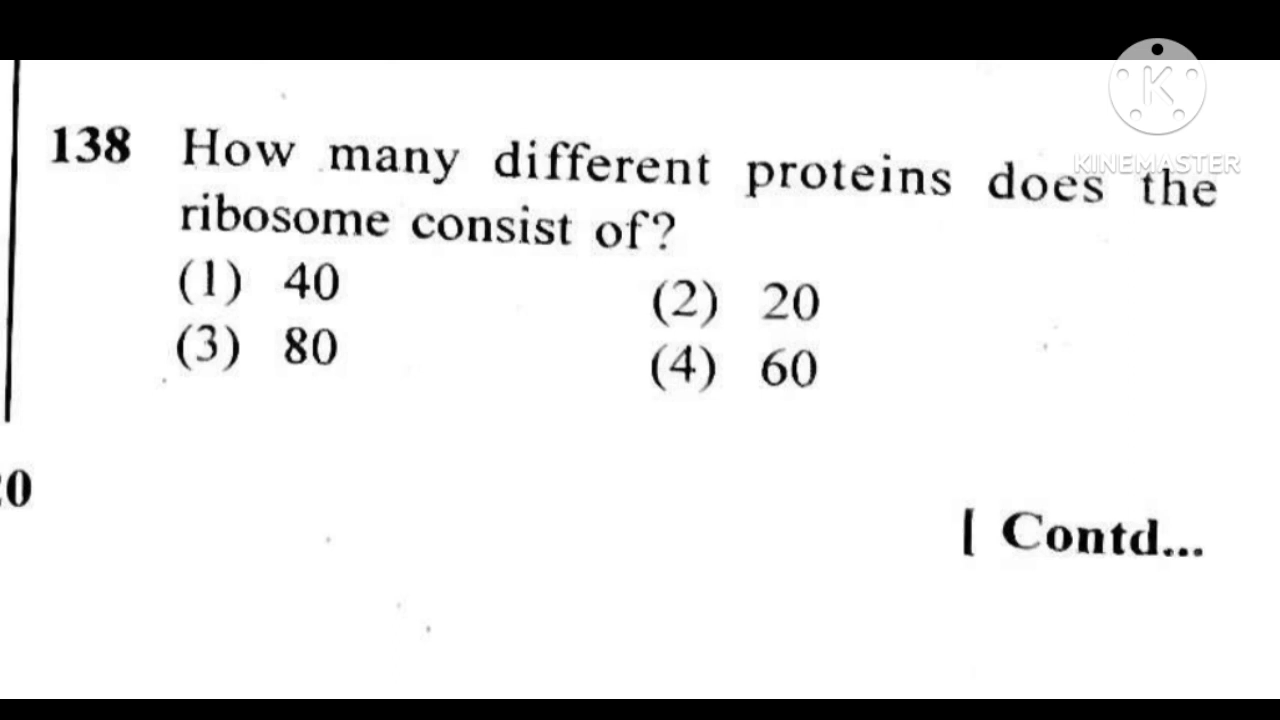 KINEMASTER
138 How many different proteins does the
ribosome consist of?
(1) 40 (2) 20
(3) 80 (4) 60
0
[ Contd...